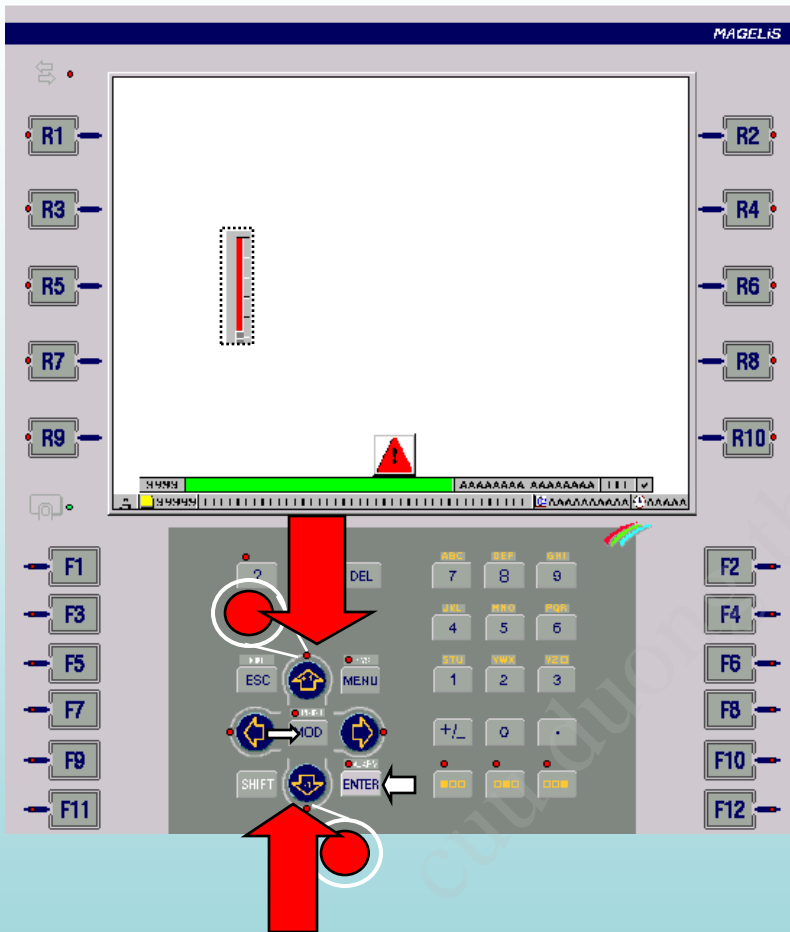 MAGELiS
R1 R2
R3 R4
R5 R6
R7 R8
R9 R10
9999 AAAAAAAA AAAAAAAA
99999 AAAAAAAAAA AAAAA
ABC DEF GHI
F1 ? DEL 7 8 9 F2
JKL MNO PQR
F3 4 5 6 F4
STU VWX YZ
F5 ESC MENU 1 2 3 F6
F7 MOD +/_ 0 . F8
F9 SHIFT ENTER F10
F11 F12